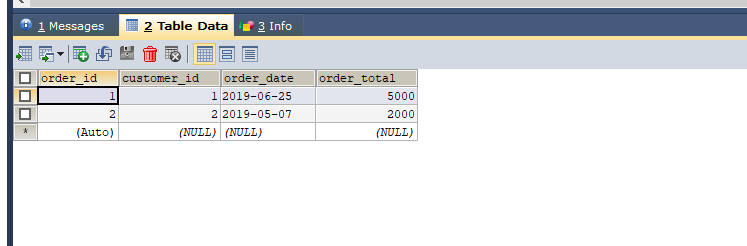 1 Messages 2 Table Data 3 Info
order_id customer_id order_date order_total
1 1 2019-06-25 5000
2 2 2019-05-07 2000
* (Auto) (NULL) (NULL) (NULL)